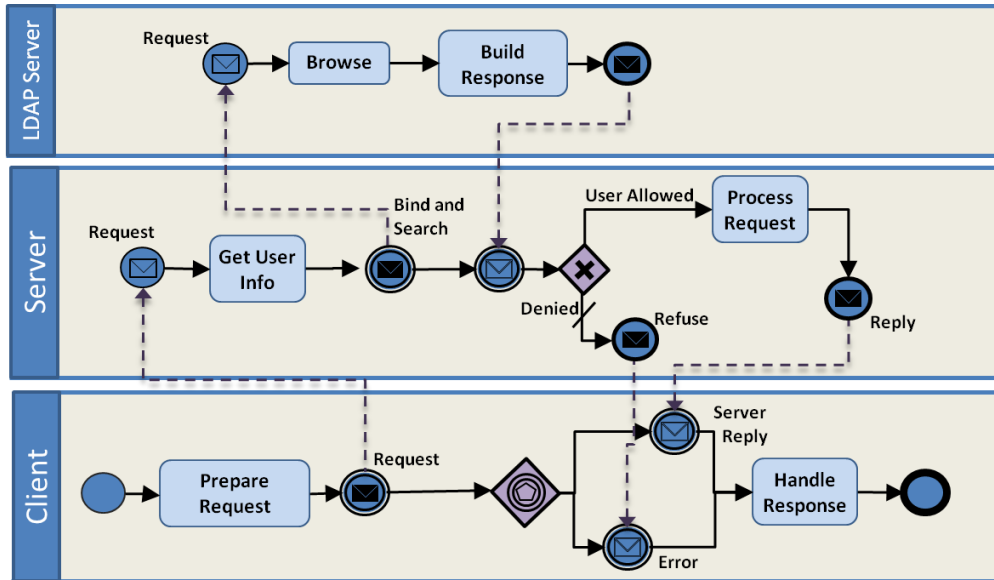 LDAP Server
Request
Browse
Build
Response
Server
Request
Get User
Info
Bind and
Search
User Allowed
Process
Request
Denied
Refuse
Reply
Client
Prepare
Request
Request
Server
Reply
Error
Handle
Response